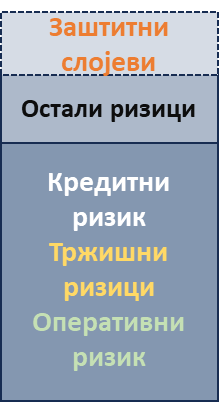 Заштитни
слојеви
Остали ризици
Кредитни
ризик
Тржишни
ризици
Оперативни
ризик